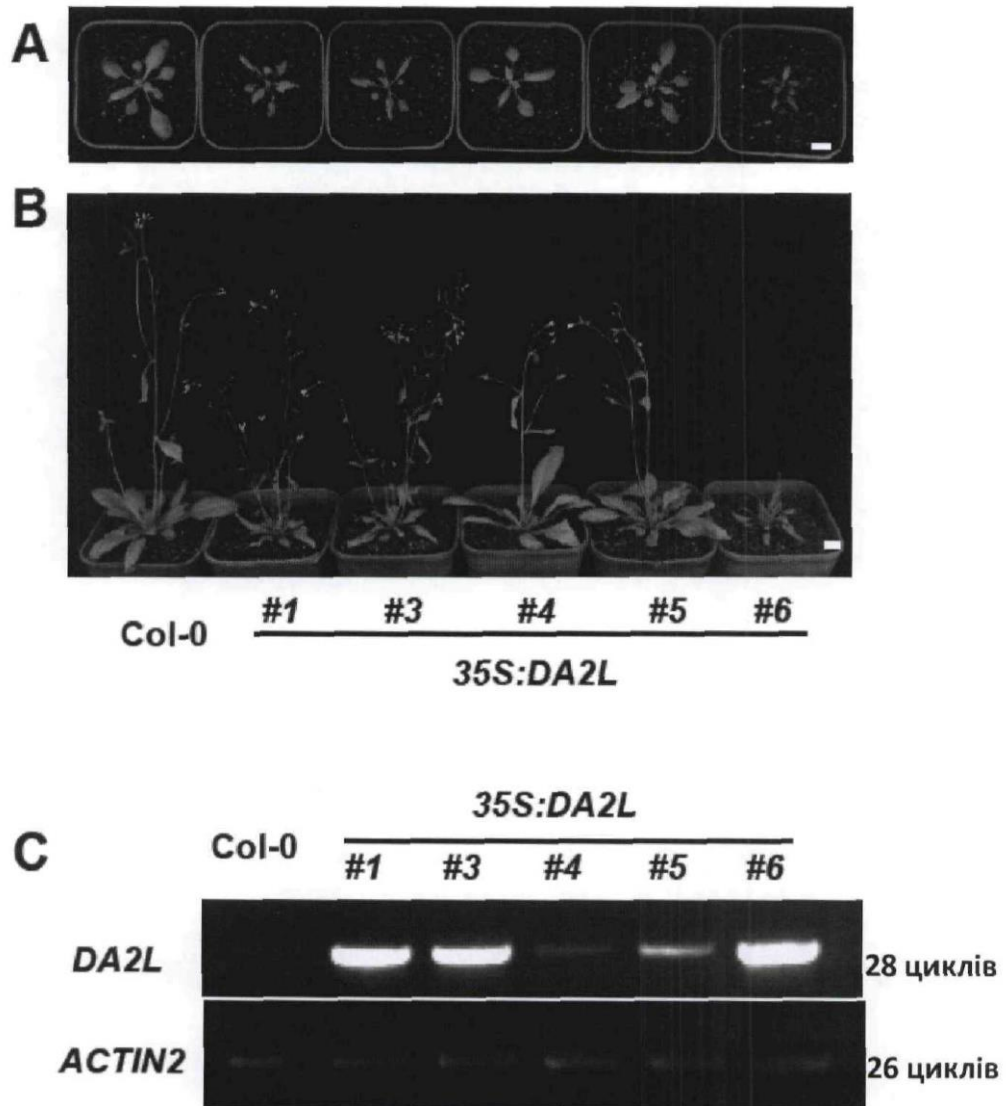 A
B
Col-0 #1 #3 #4 #5 #6
35S:DA2L
35S:DA2L
C Col-0 #1 #3 #4 #5 #6
DA2L 28 циклів
ACTIN2 26 циклів